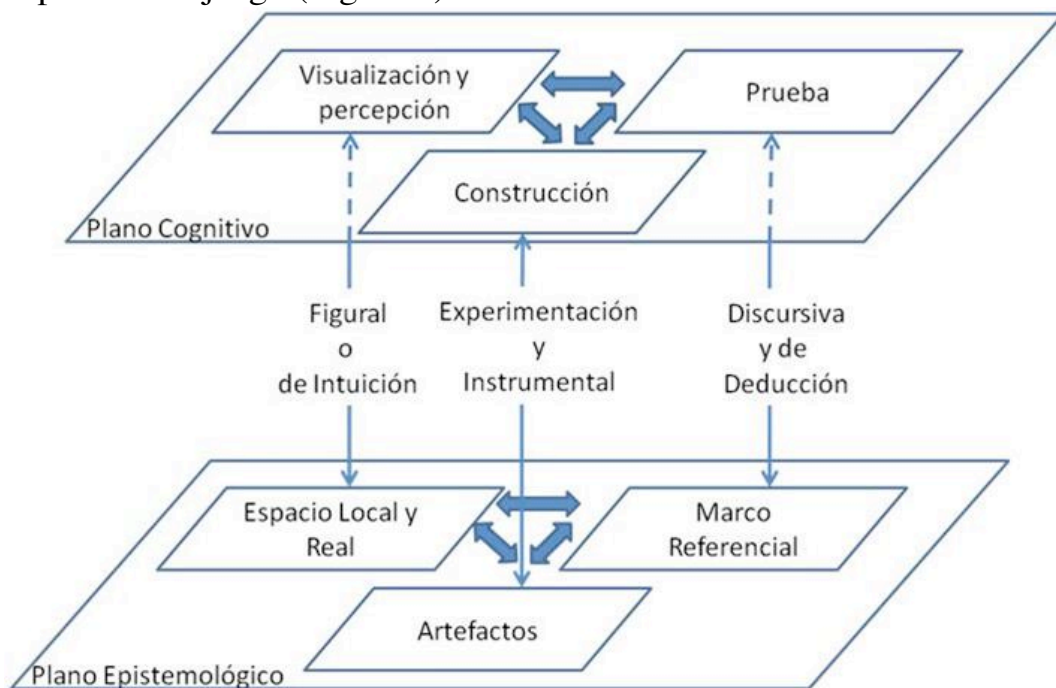 Visualización y
percepción
Prueba
Construcción
Plano Cognitivo
Figural
o
de Intuición
Experimentación
y
Instrumental
Discursiva
y de
Deducción
Espacio Local y
Real
Marco
Referencial
Artefactos
Plano Epistemológico